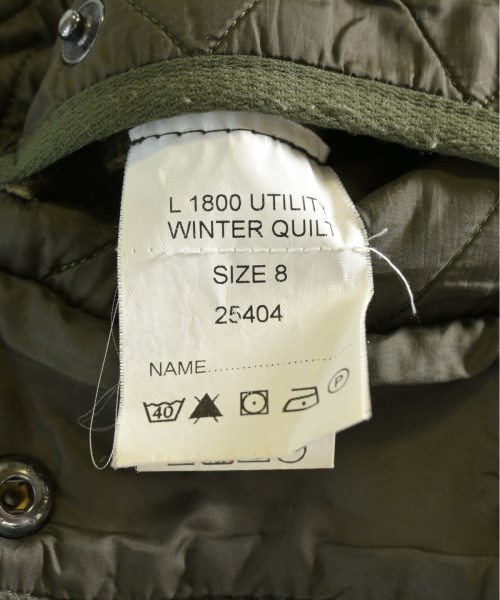 L 1800 UTILITY
WINTER QUILT
SIZE 8
25404
NAME....................
40 P